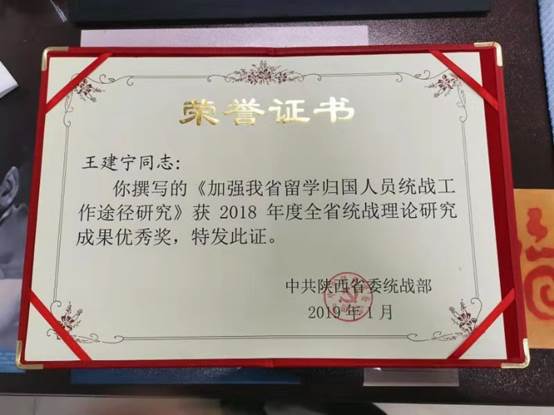 荣誉证书
王建宁同志:
你撰写的《加强我省留学归国人员统战工
作途径研究》获 2018 年度全省统战理论研究
成果优秀奖，特发此证。
中共陕西省委统战部
2019 年 1 月